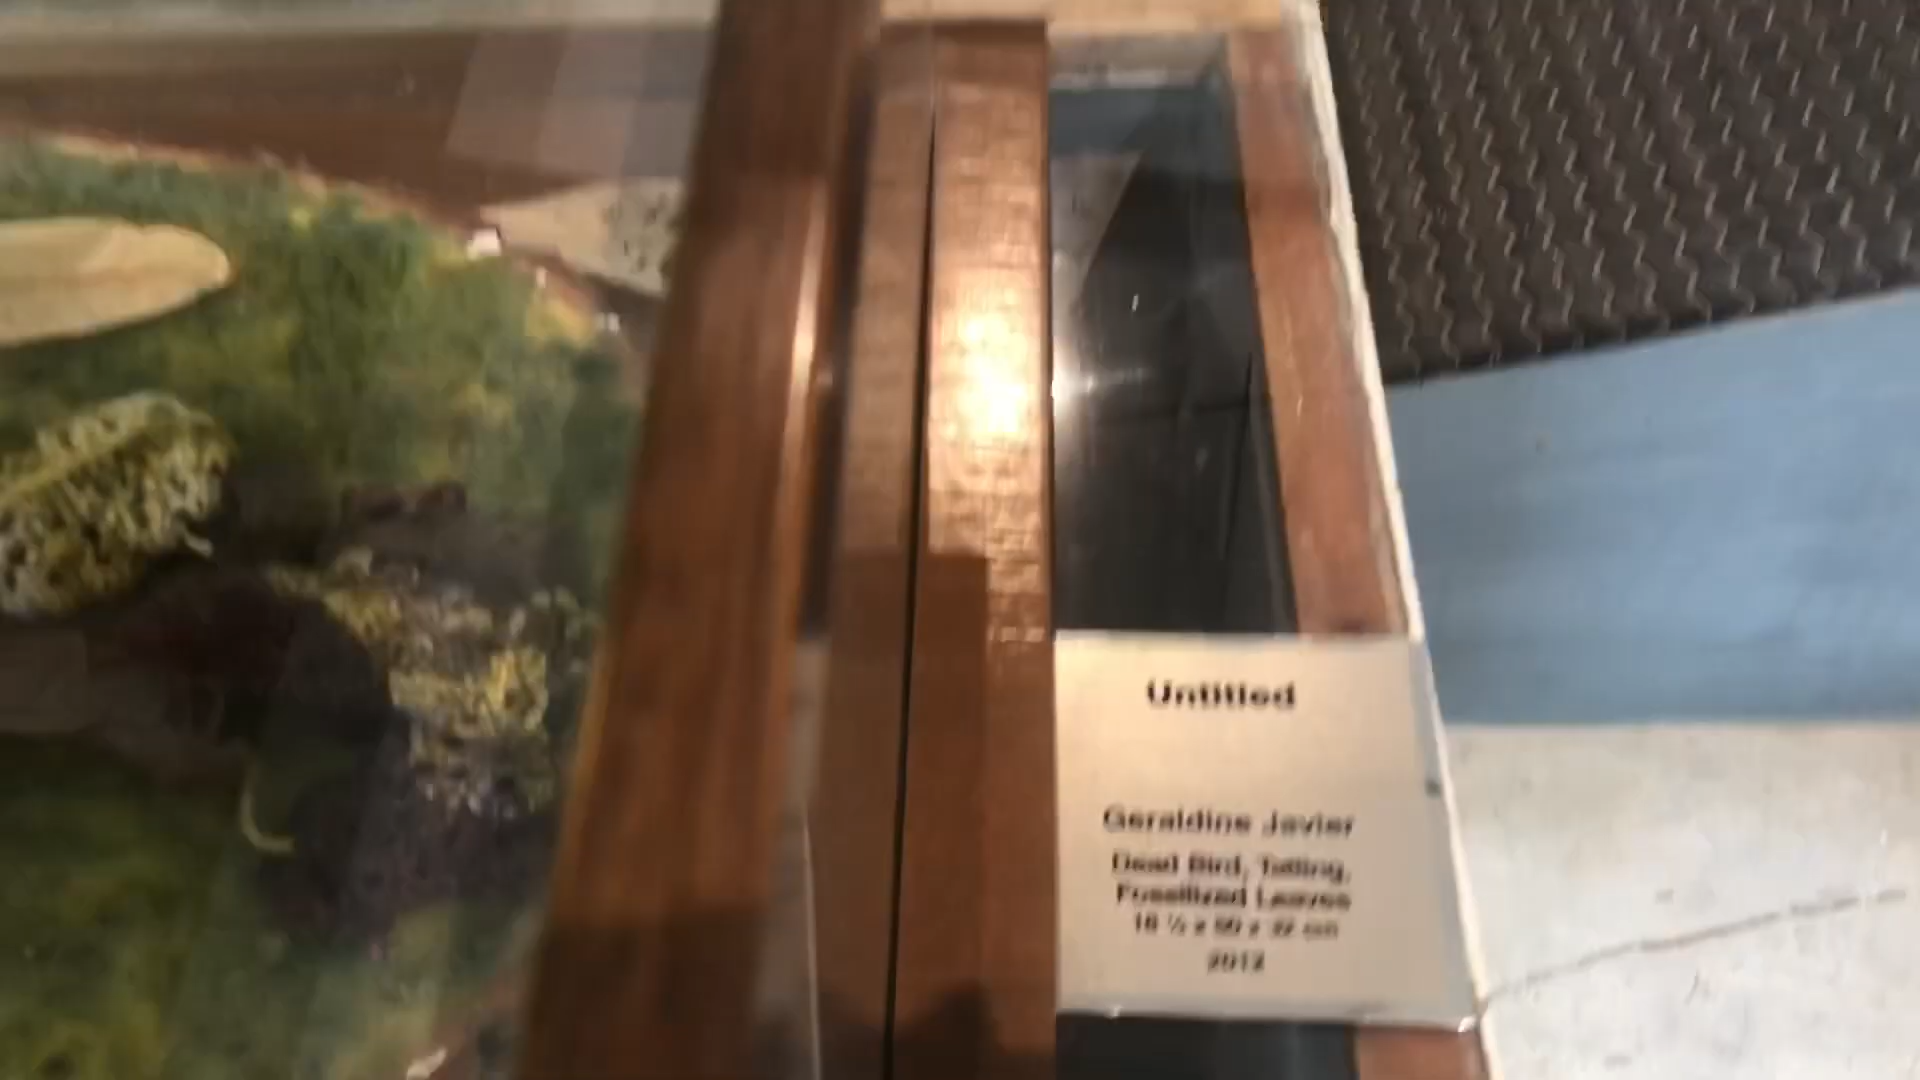 Untitled
Geraldine Javier
Dead Bird, Tatting,
Fossilized Leaves
2012